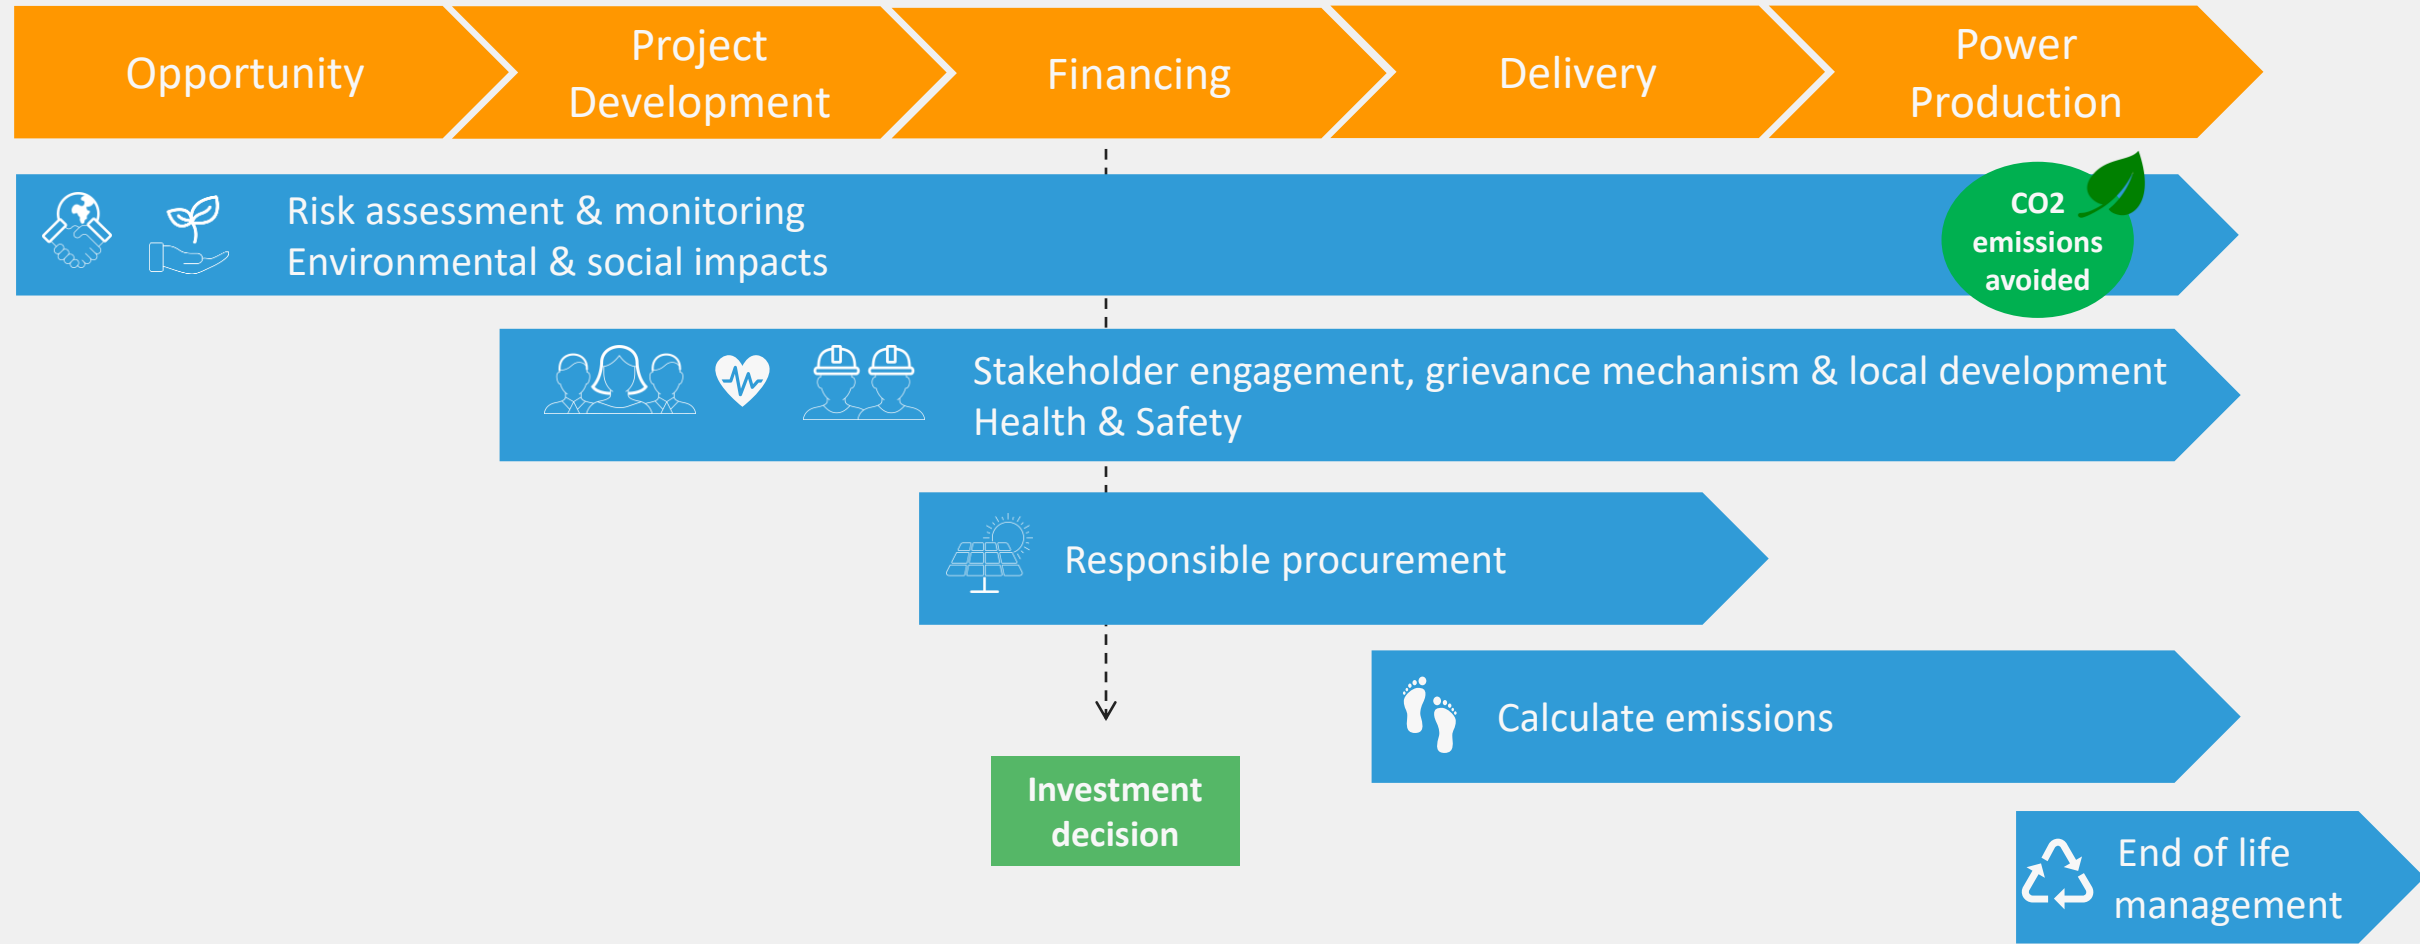 Opportunity
Project
Development
Financing
Delivery
Power
Production
Risk assessment & monitoring
Environmental & social impacts
CO2
emissions
avoided
Stakeholder engagement, grievance mechanism & local development
Health & Safety
Responsible procurement
Calculate emissions
Investment
decision
End of life
management